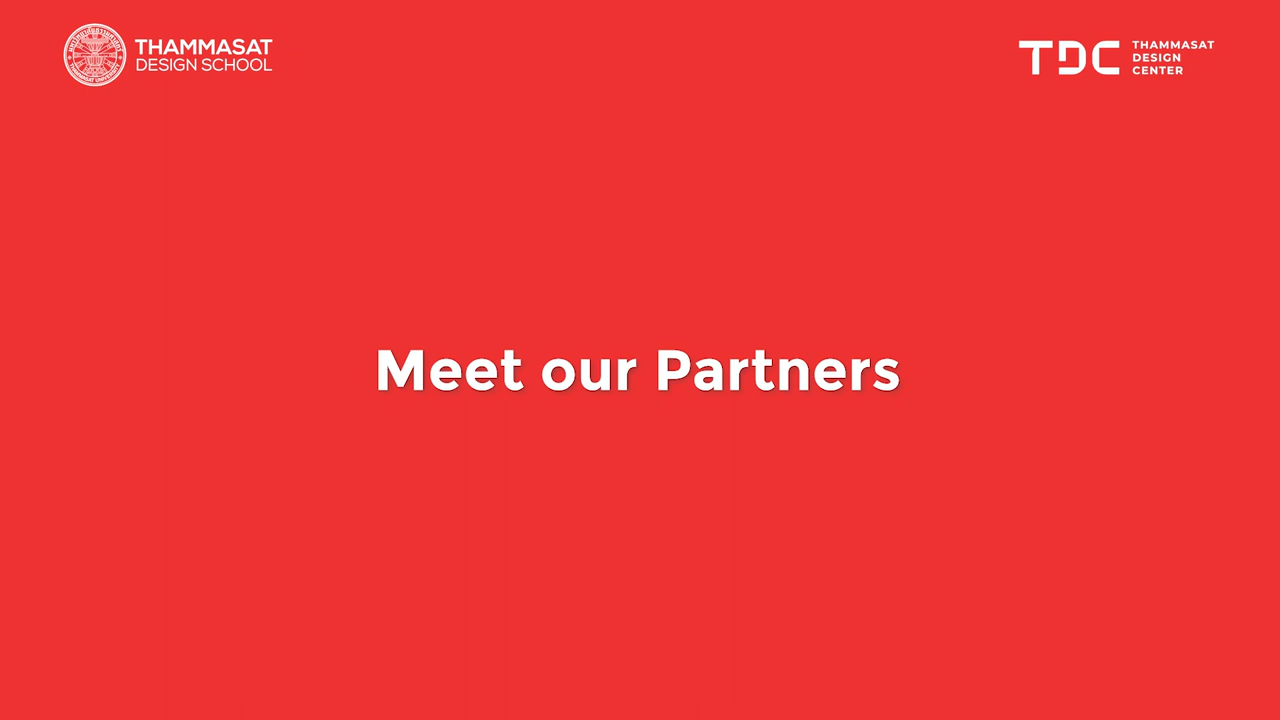 THAMMASAT
DESIGN SCHOOL
TDC
THAMMASAT
DESIGN
CENTER
Meet our Partners